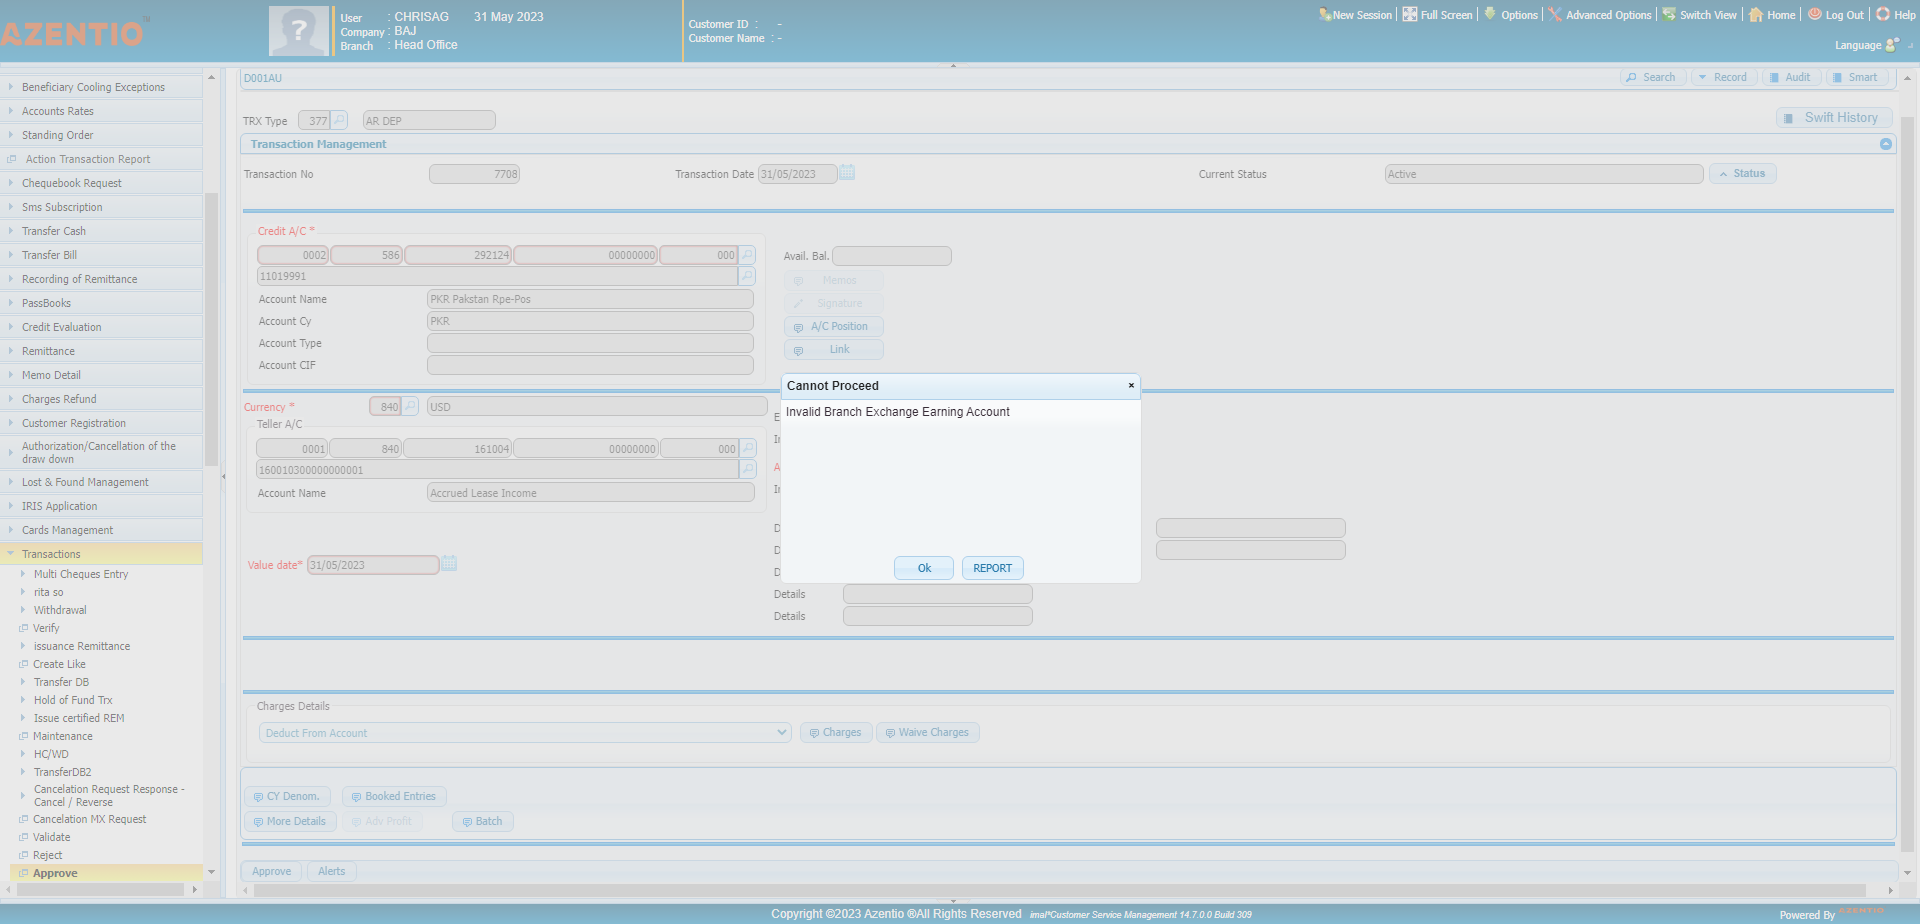 AZENTIO
User : CHRISAG 31 May 2023
Company : BAJ
Branch : Head Office
Customer ID : -
Customer Name : -
New Session
Full Screen
Options
Advanced Options
Switch View
Home
Log Out
Help
Language
Beneficiary Cooling Exceptions
Accounts Rates
Standing Order
Action Transaction Report
Chequebook Request
Sms Subscription
Transfer Cash
Transfer Bill
Recording of Remittance
PassBooks
Credit Evaluation
Remittance
Memo Detail
Charges Refund
Customer Registration
Authorization/Cancellation of the
draw down
Lost & Found Management
IRIS Application
Cards Management
Transactions
Multi Cheques Entry
rita so
Withdrawal
Verify
issuance Remittance
Create Like
Transfer DB
Hold of Fund Trx
Issue certified REM
Maintenance
HC/WD
TransferDB2
Cancelation Request Response -
Cancel / Reverse
Cancelation MX Request
Validate
Reject
Approve
D001AU
Search
Record
Audit
Smart
TRX Type 377 AR DEP
Swift History
Transaction Management
Transaction No 7708
Transaction Date 31/05/2023
Current Status Active
Status
Credit A/C *
0002 586 292124 00000000 000
11019991
Account Name PKR Pakstan Rpe-Pos
Account Cy PKR
Account Type
Account CIF
Avail. Bal.
Memos
Signature
A/C Position
Link
Currency * 840 USD
Teller A/C
0001 840 161004 00000000 000
160010300000000001
Account Name Accrued Lease Income
Value date* 31/05/2023
Cannot Proceed ×
Invalid Branch Exchange Earning Account
Ok
REPORT
Details
Details
Charges Details
Deduct From Account
Charges
Waive Charges
CY Denom.
Booked Entries
More Details
Adv Profit
Batch
Approve
Alerts
Copyright ©2023 Azentio ®All Rights Reserved imal*Customer Service Management 14.7.0.0 Build 309
Powered By AZENTIO